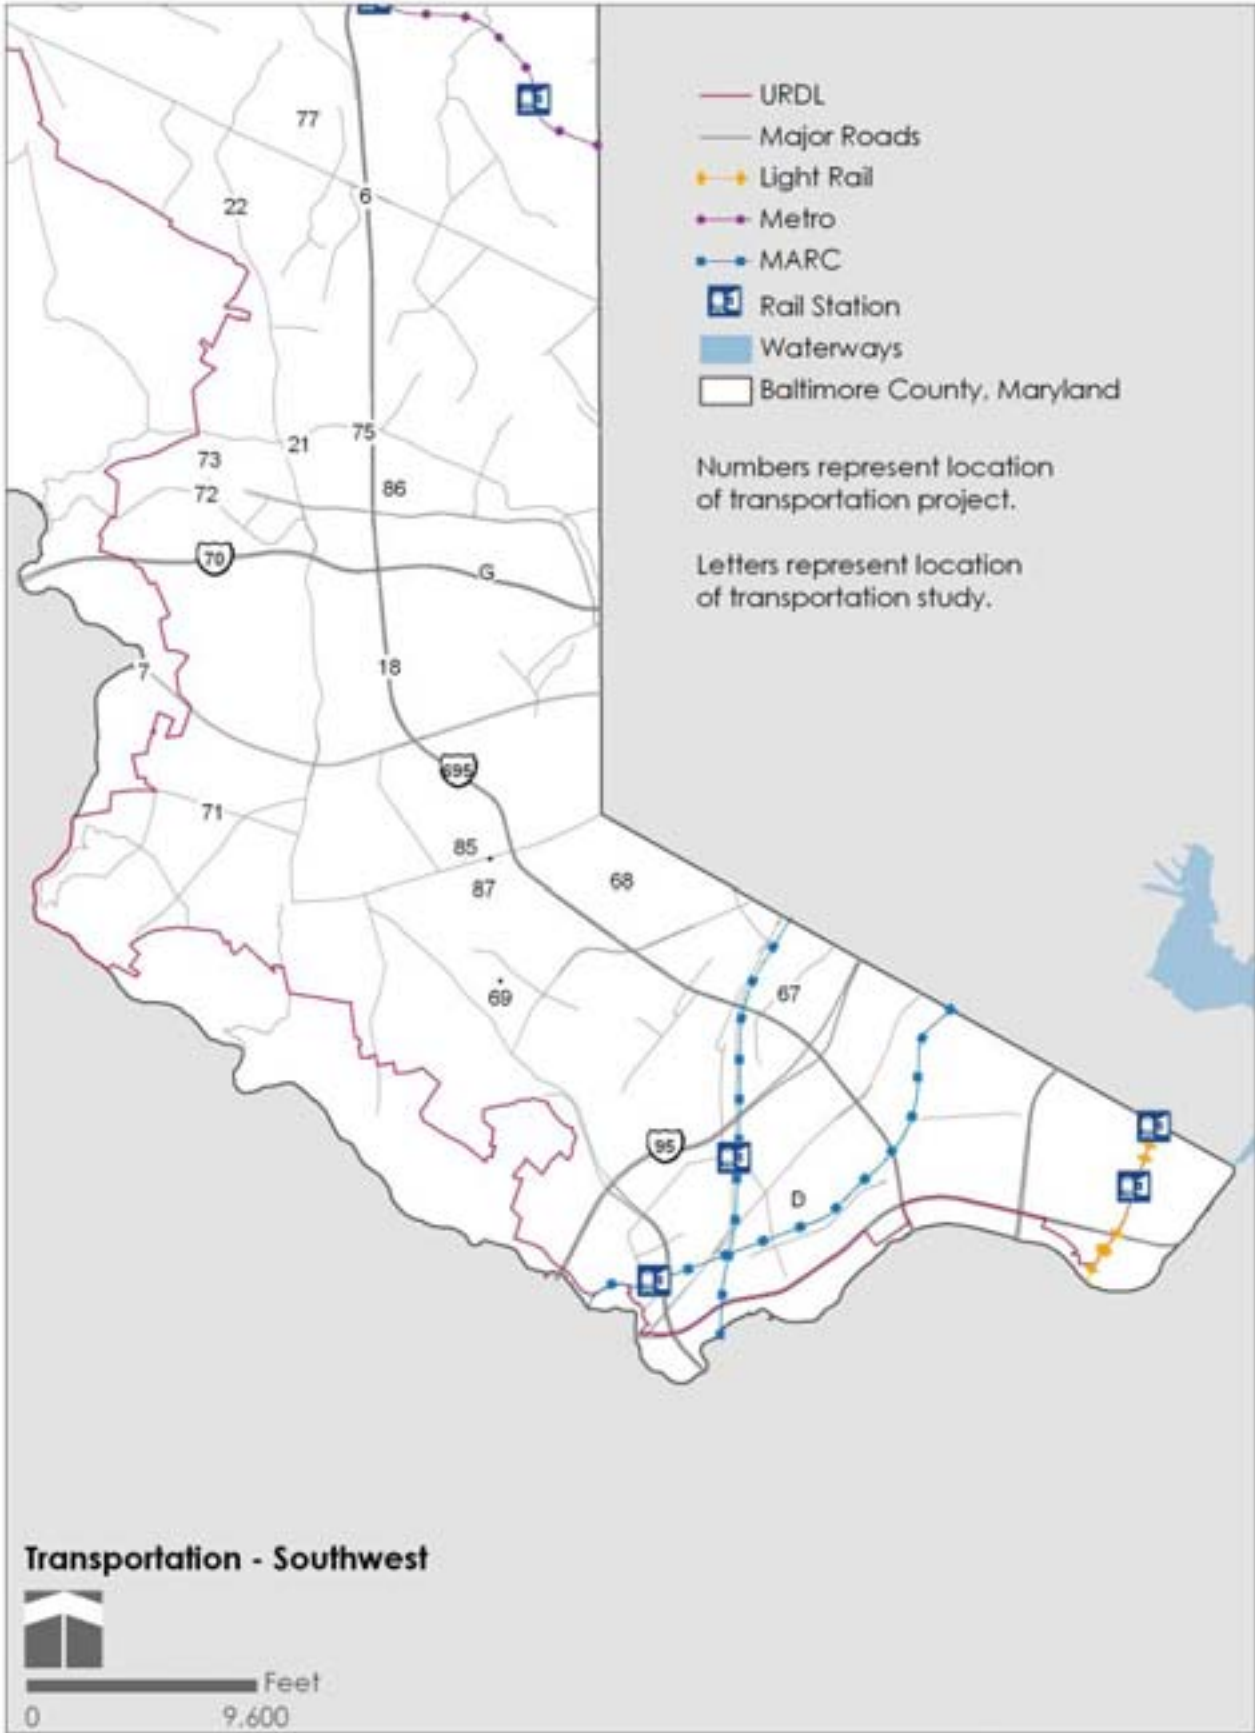 URDL
Major Roads
Light Rail
Metro
MARC
Rail Station
Waterways
Baltimore County, Maryland
Numbers represent location
of transportation project.
Letters represent location
of transportation study.
77
6
22
75
21
73
86
72
70
G
18
7
695
71
85
87
68
69
67
95
D
Transportation - Southwest
Feet
0 9,600